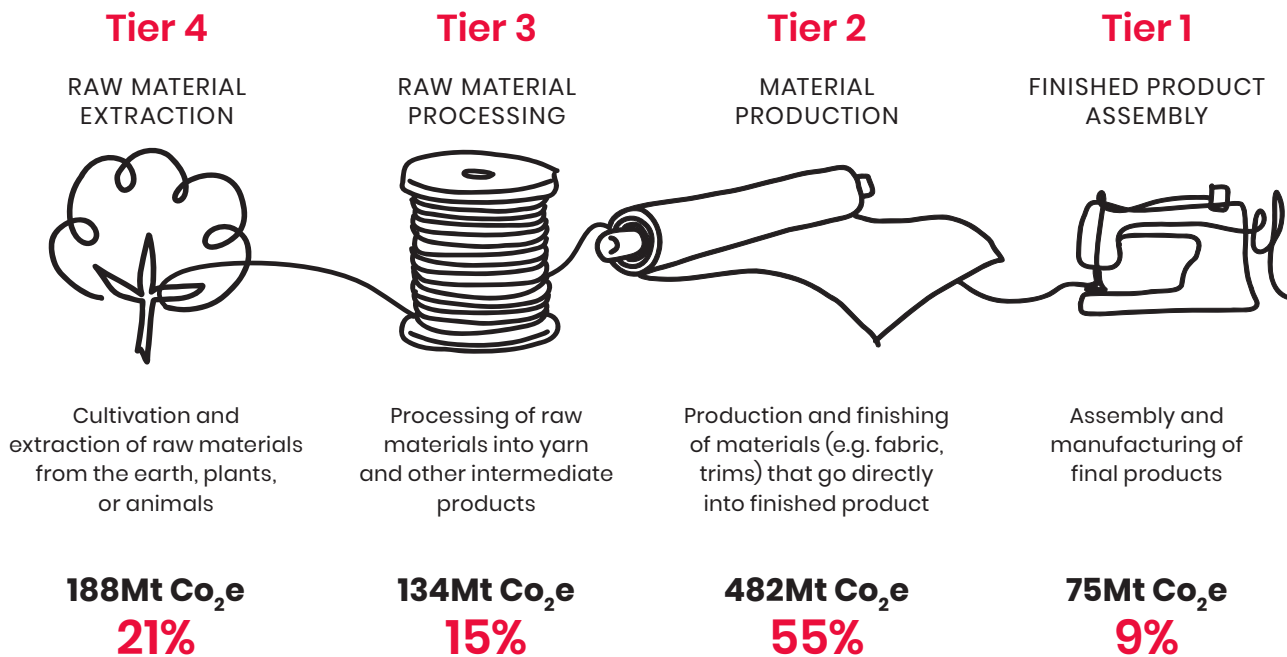 Tier 4
RAW MATERIAL
EXTRACTION
Cultivation and
extraction of raw materials
from the earth, plants,
or animals
188Mt Co₂e
21%
Tier 3
RAW MATERIAL
PROCESSING
Processing of raw
materials into yarn
and other intermediate
products
134Mt Co₂e
15%
Tier 2
MATERIAL
PRODUCTION
Production and finishing
of materials (e.g. fabric,
trims) that go directly
into finished product
482Mt Co₂e
55%
Tier 1
FINISHED PRODUCT
ASSEMBLY
Assembly and
manufacturing of
final products
75Mt Co₂e
9%